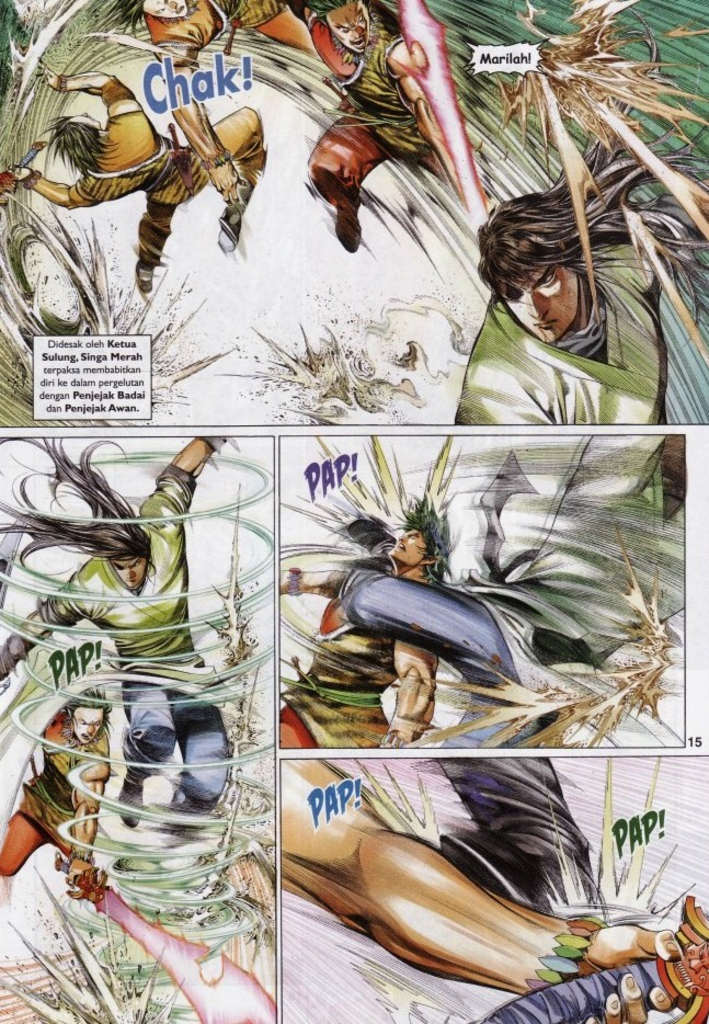 Chak!
Marilah!
Didesak oleh Ketua
Sulung, Singa Merah
terpaksa membabitkan
diri ke dalam pergelutan
dengan Penjejak Badai
dan Penjejak Awan.
PAP!
PAP!
15
PAP!
PAP!